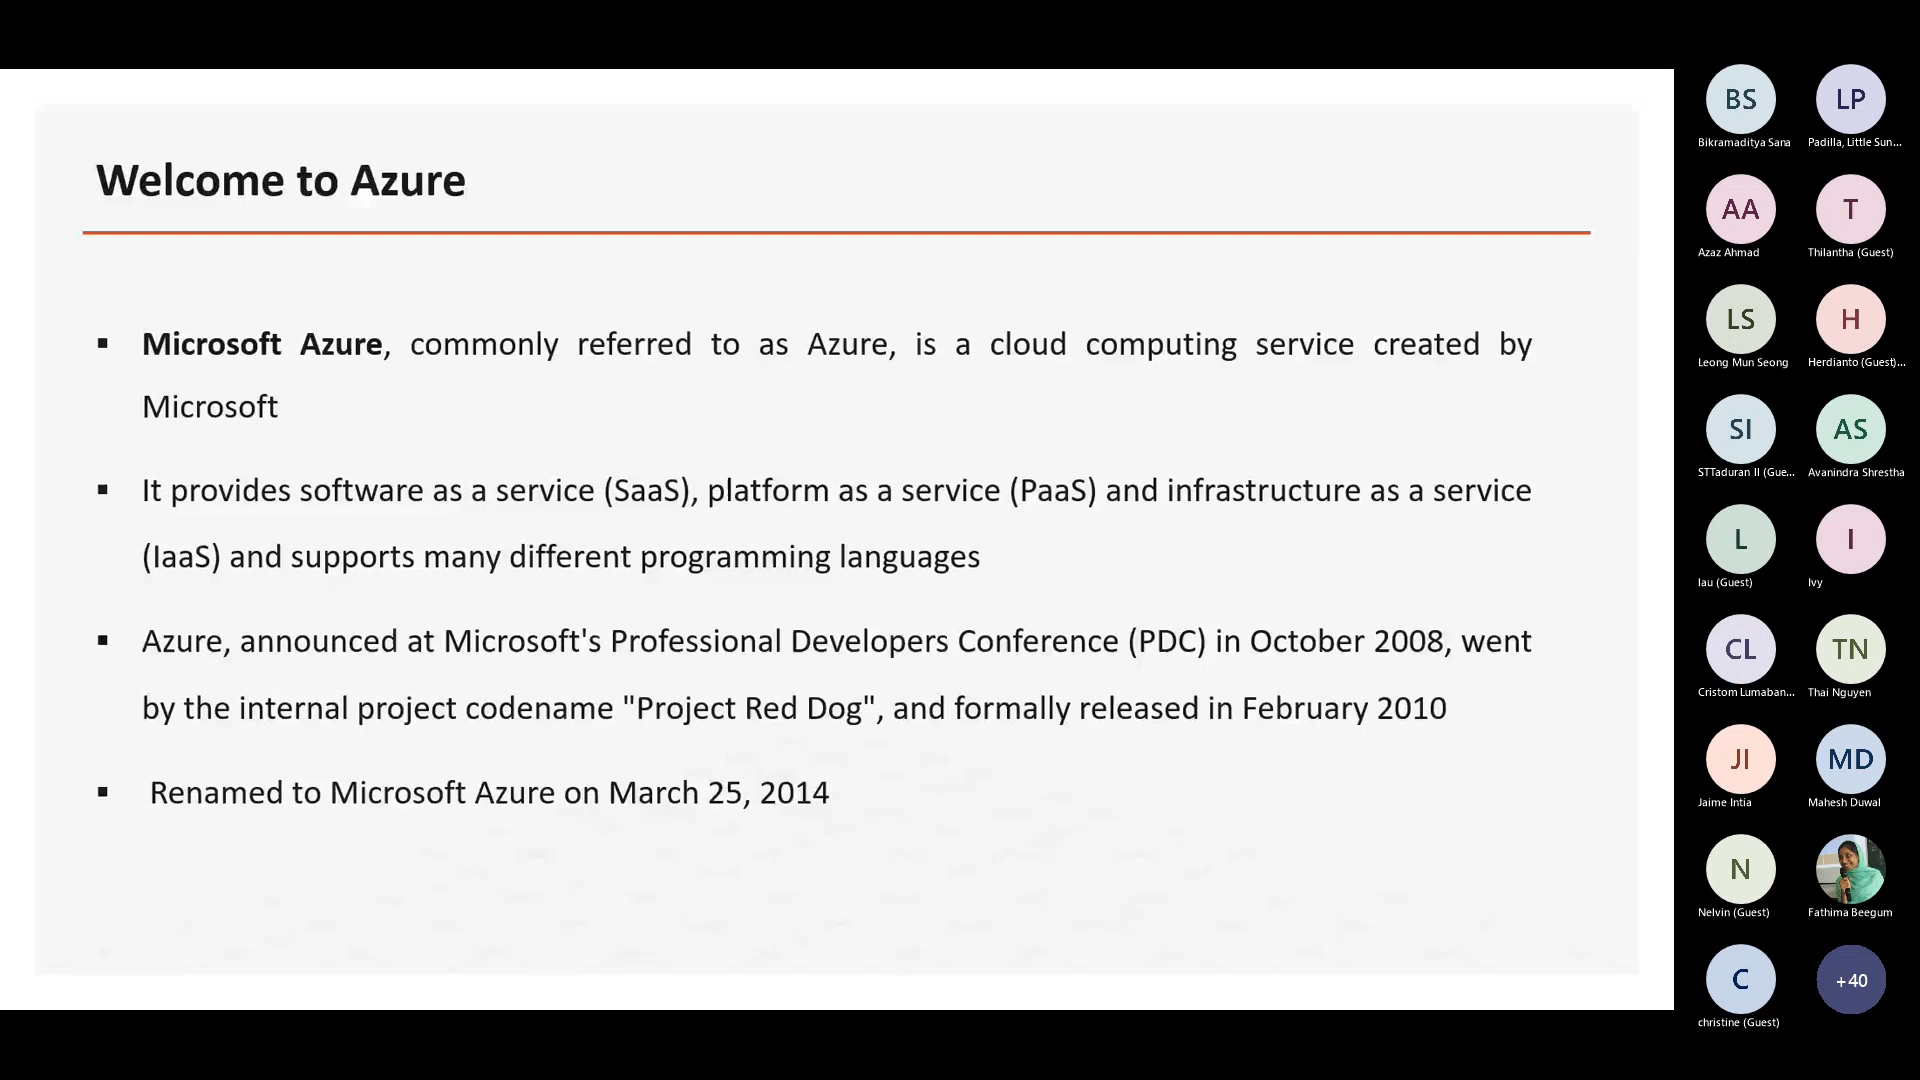 Welcome to Azure
▪ Microsoft Azure, commonly referred to as Azure, is a cloud computing service created by
Microsoft
▪ It provides software as a service (SaaS), platform as a service (PaaS) and infrastructure as a service
(IaaS) and supports many different programming languages
▪ Azure, announced at Microsoft's Professional Developers Conference (PDC) in October 2008, went
by the internal project codename "Project Red Dog", and formally released in February 2010
▪ Renamed to Microsoft Azure on March 25, 2014
BS LP
Bikramaditya Sana Padilla, Little Sun...
AA T
Azaz Ahmad Thilantha (Guest)
LS H
Leong Mun Seong Herdianto (Guest)...
SI AS
STTaduran II (Gue... Avanindra Shrestha
L I
lau (Guest) Ivy
CL TN
Cristom Lumaban... Thai Nguyen
JI MD
Jaime Intia Mahesh Duwal
N
Nelvin (Guest) Fathima Beegum
C +40
christine (Guest)